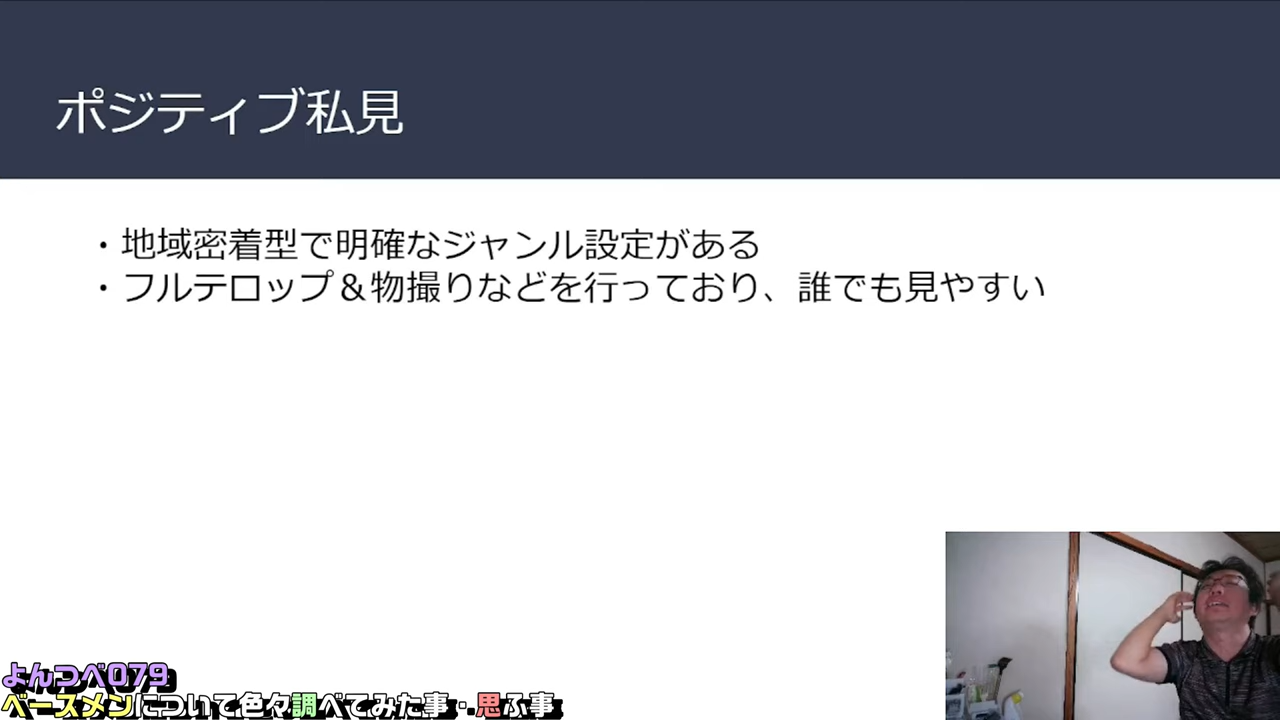 ポジティブ私見
・地域密着型で明確なジャンル設定がある
・フルテロップ＆物撮りなどを行っており、誰でも見やすい
よんつべ079
ベースメンについて色々調べてみた事・思ふ事